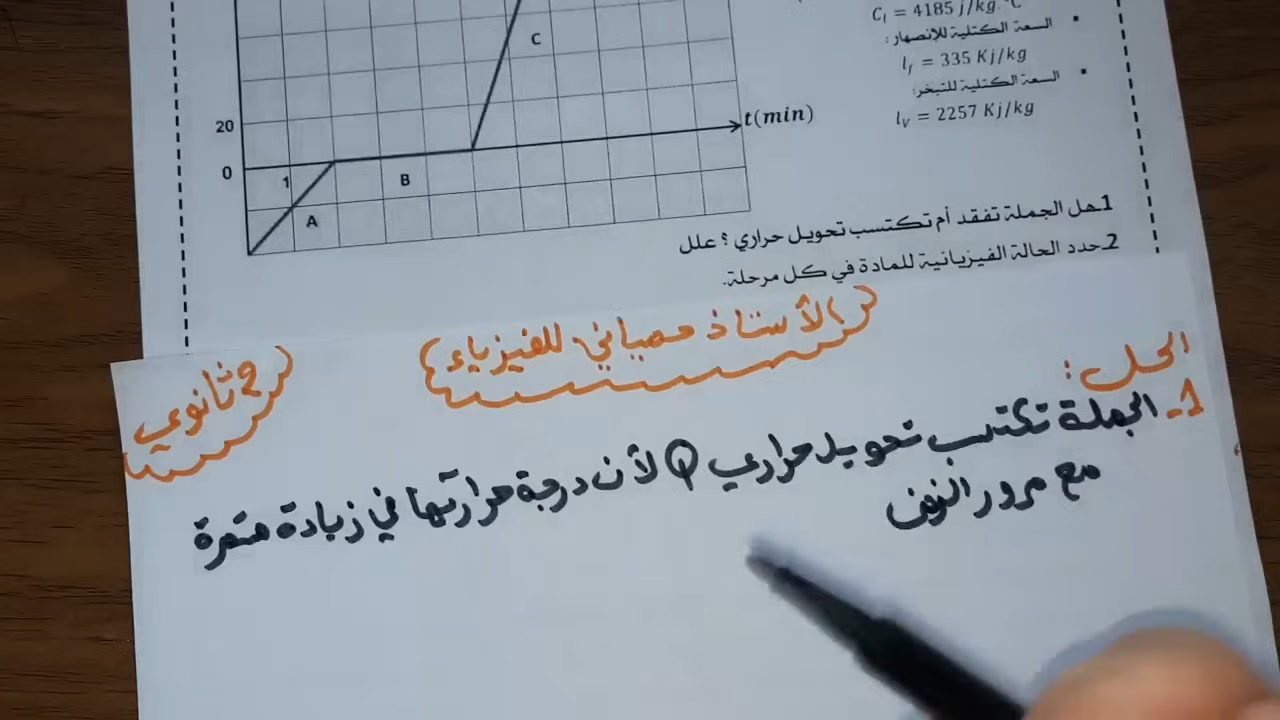 C_l = 4185 j/kg °C
السعة الكتلية للإنصهار:
l_f = 335 Kj/kg
السعة الكتلية للتبخر:
l_V = 2257 Kj/kg
C
20
t(min)
0
1
B
A
1.هل الجملة تفقد أم تكتسب تحويل حراري ؟ علل
2.حدد الحالة الفيزيائية للمادة في كل مرحلة.
الأستاذ مصباني للفيزياء
2 ثانوي
الحل:
1- الجملة تكتسب تحويل حراري Q لأن درجة حرارتها في زيادة مستمرة
مع مرور الزمن